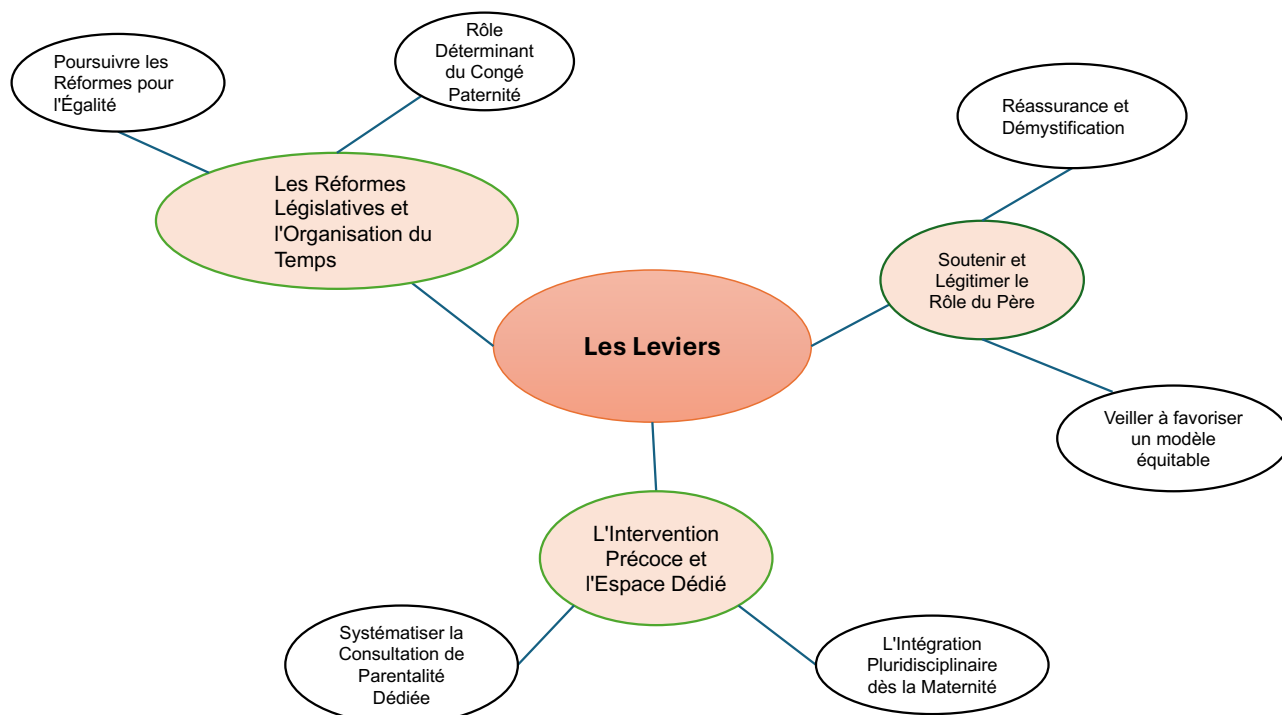 Poursuivre les
Réformes pour
l'Égalité
Rôle
Déterminant
du Congé
Paternité
Réassurance et
Démystification
Les Réformes
Législatives et
l'Organisation du
Temps
Soutenir et
Légitimer le
Rôle du Père
Les Leviers
Veiller à favoriser
un modèle
équitable
L'Intervention
Précoce et
l'Espace Dédié
Systématiser la
Consultation de
Parentalité
Dédiée
L'Intégration
Pluridisciplinaire
dès la Maternité